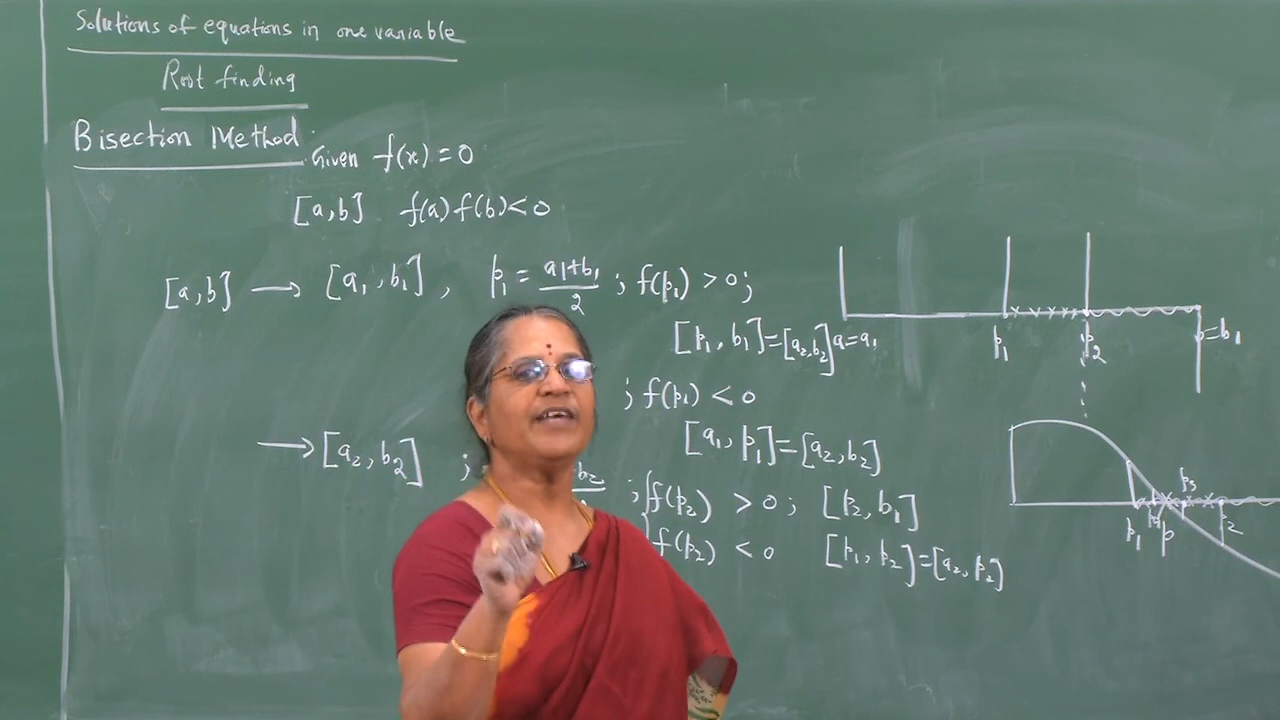 Solutions of equations in one variable
Root finding
Bisection Method :
Given f(x) = 0
[a,b] f(a) f(b) < 0
[a,b] → [a₁, b₁], p₁ = (a₁+b₁)/2 ; f(p₁) > 0;
[p₁, b₁] = [a₂,b₂]
a=a₁
p₁
p₂
b=b₁
; f(p₁) < 0
[a₁, p₁] = [a₂, b₂]
→ [a₂, b₂] ; b₂
; f(p₂) > 0 ; [p₂, b₁]
f(p₂) < 0 [p₁, p₂] = [a₂, p₂]
p₃
p₁
p
p₂